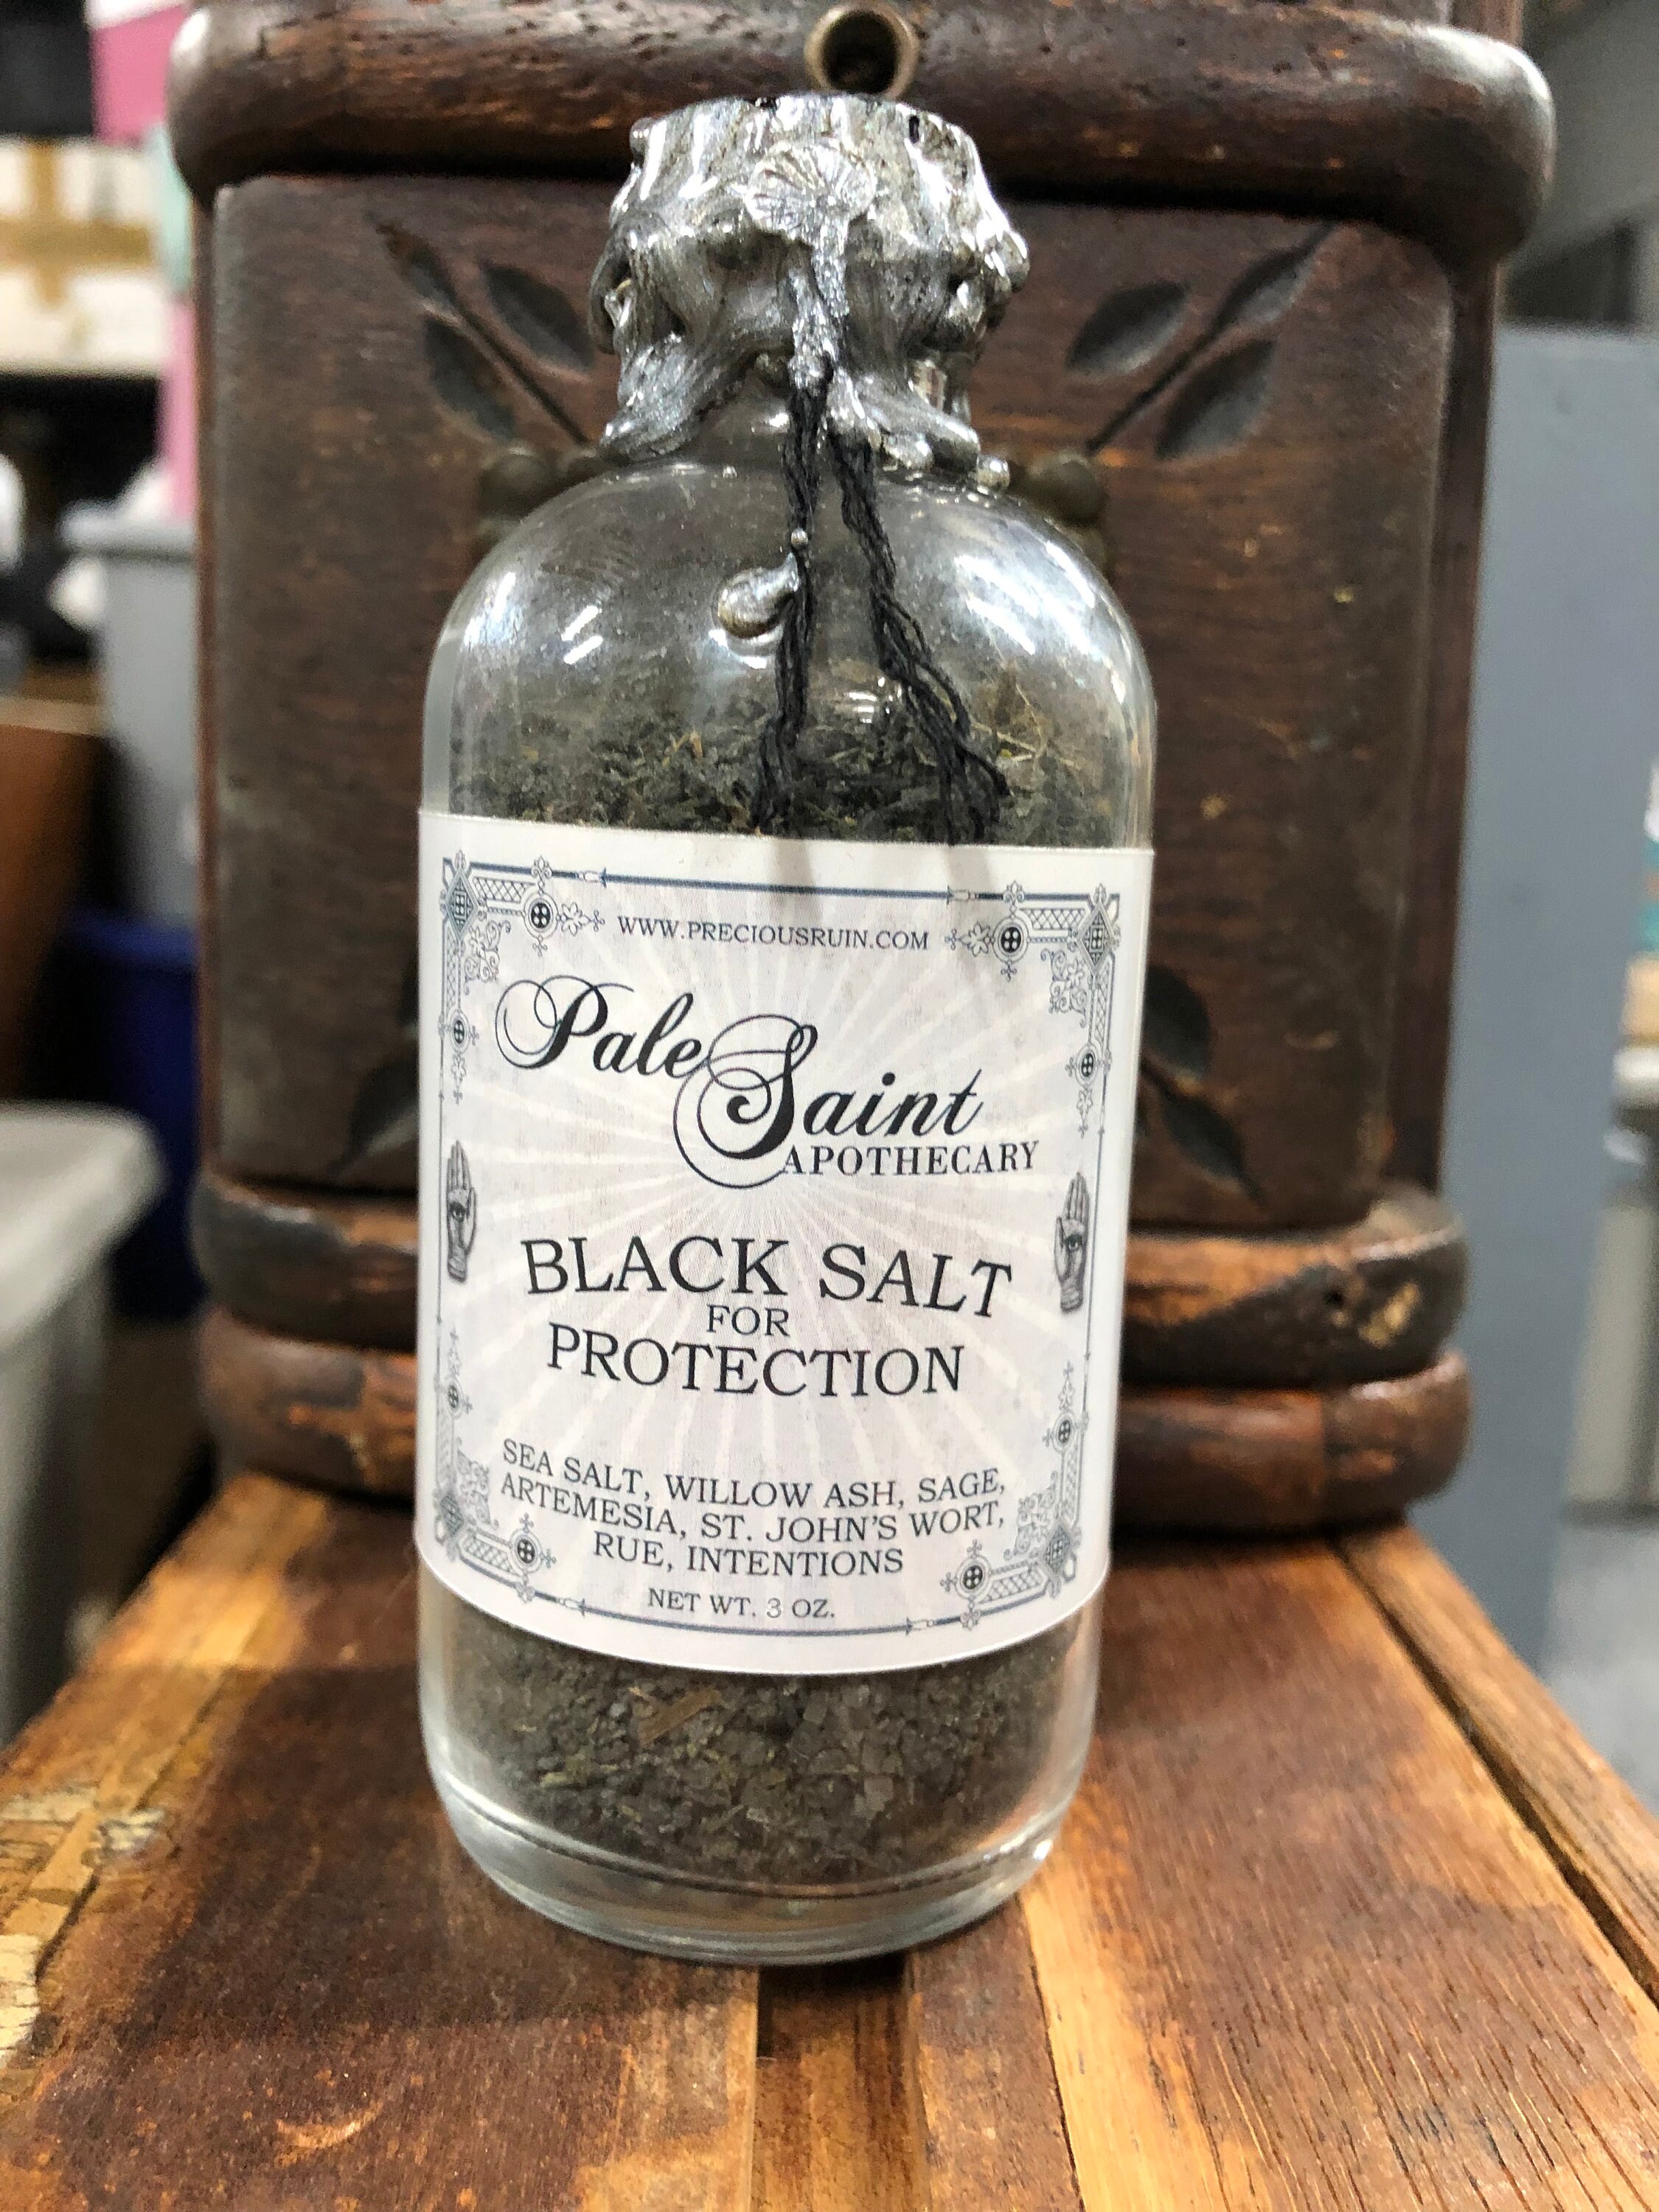 WWW.PRECIOUSRUIN.COM
Pale Saint
APOTHECARY
BLACK SALT
FOR
PROTECTION
SEA SALT, WILLOW ASH, SAGE,
ARTEMESIA, ST. JOHN'S WORT,
RUE, INTENTIONS
NET WT. 3 OZ.